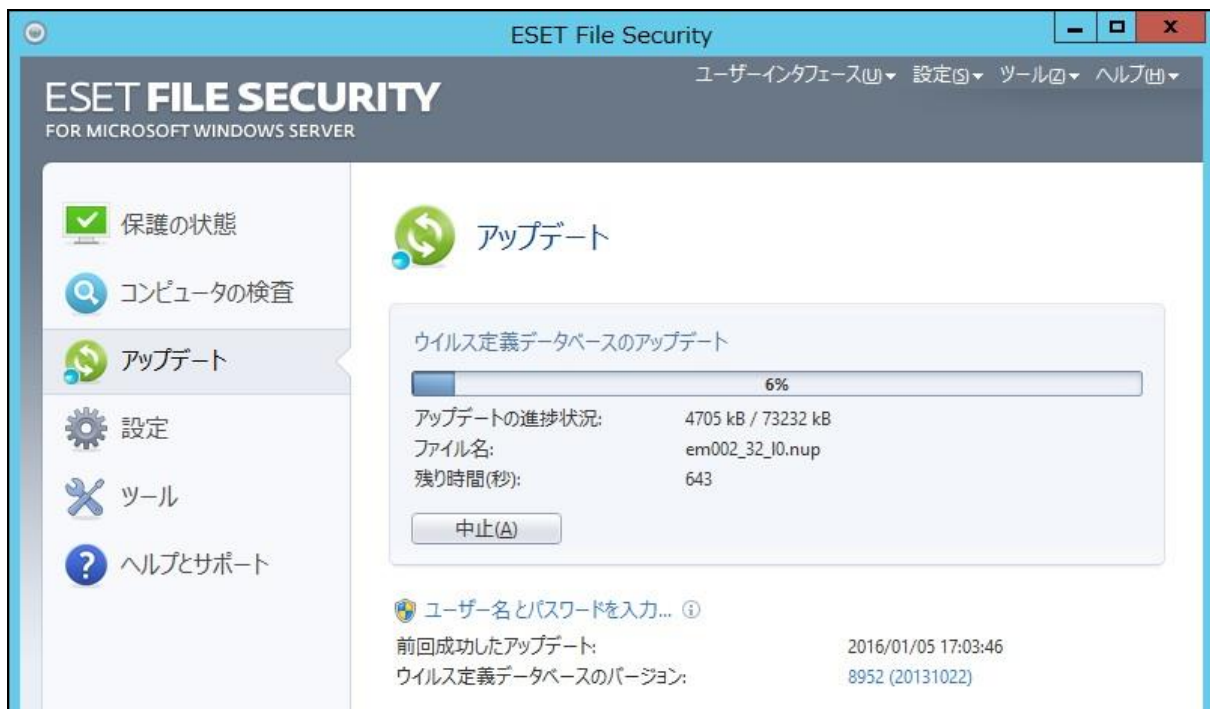 ESET File Security
ユーザーインタフェース(U) 設定(S) ツール(Z) ヘルプ(H)
ESET FILE SECURITY
FOR MICROSOFT WINDOWS SERVER
保護の状態
コンピュータの検査
アップデート
設定
ツール
ヘルプとサポート
アップデート
ウイルス定義データベースのアップデート
6%
アップデートの進捗状況: 4705 kB / 73232 kB
ファイル名: em002_32_l0.nup
残り時間(秒): 643
中止(A)
ユーザー名とパスワードを入力...
前回成功したアップデート: 2016/01/05 17:03:46
ウイルス定義データベースのバージョン: 8952 (20131022)